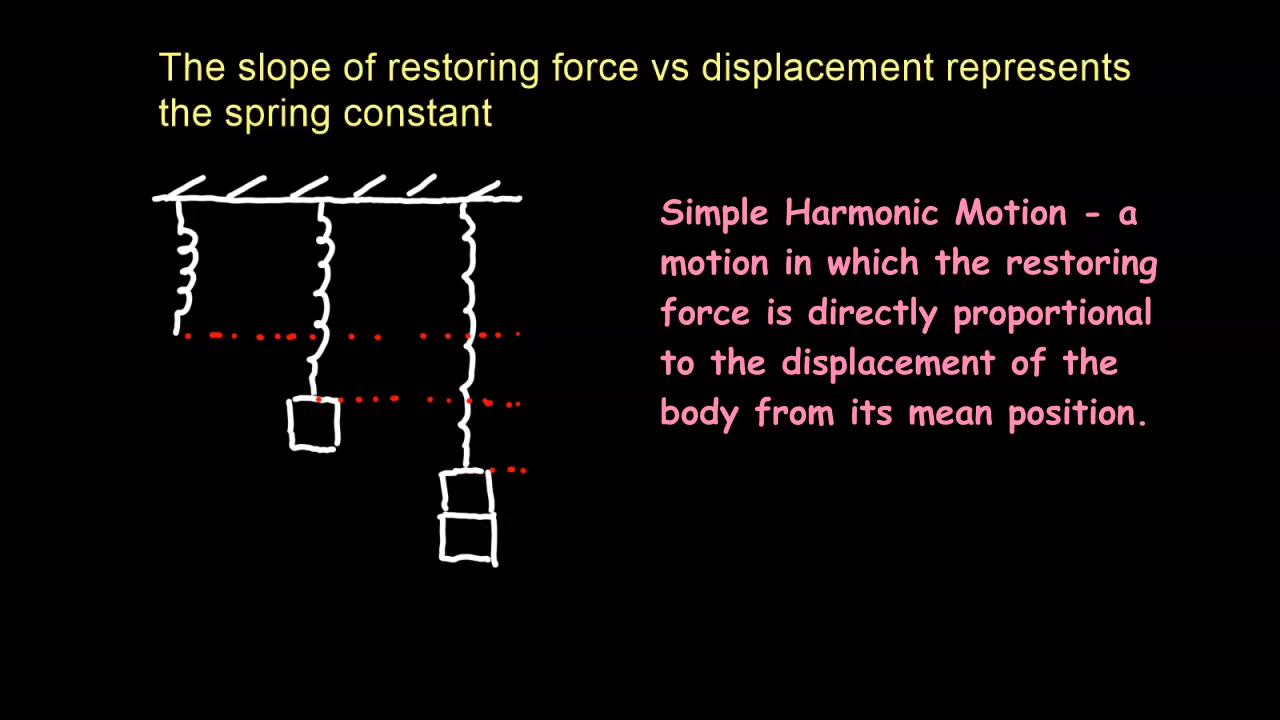 The slope of restoring force vs displacement represents
the spring constant
Simple Harmonic Motion - a
motion in which the restoring
force is directly proportional
to the displacement of the
body from its mean position.